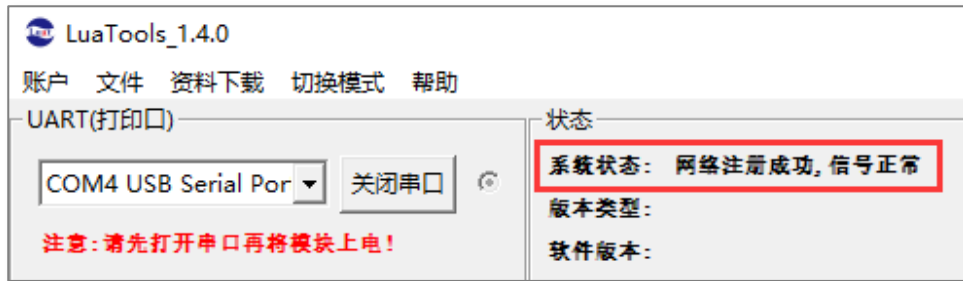 LuaTools_1.4.0
账户 文件 资料下载 切换模式 帮助
UART(打印口)
COM4 USB Serial Por
关闭串口
注意:请先打开串口再将模块上电!
状态
系统状态: 网络注册成功,信号正常
版本类型:
软件版本: